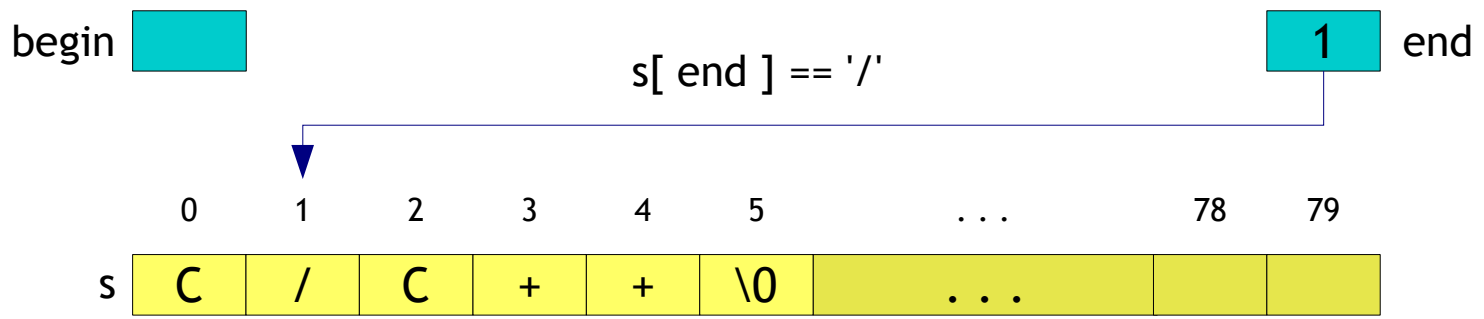 begin 1 end
s[ end ] == '/'
0 1 2 3 4 5 . . . 78 79
s C / C + + \0 . . .